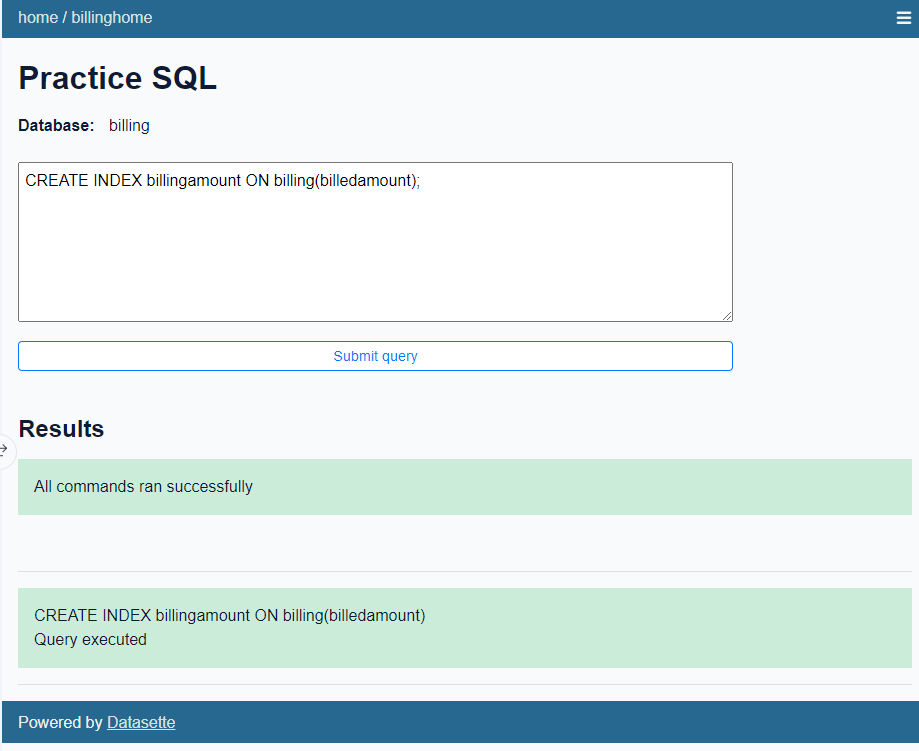 home / billinghome
Practice SQL
Database: billing
CREATE INDEX billingamount ON billing(billedamount);
Submit query
Results
All commands ran successfully
CREATE INDEX billingamount ON billing(billedamount)
Query executed
Powered by Datasette